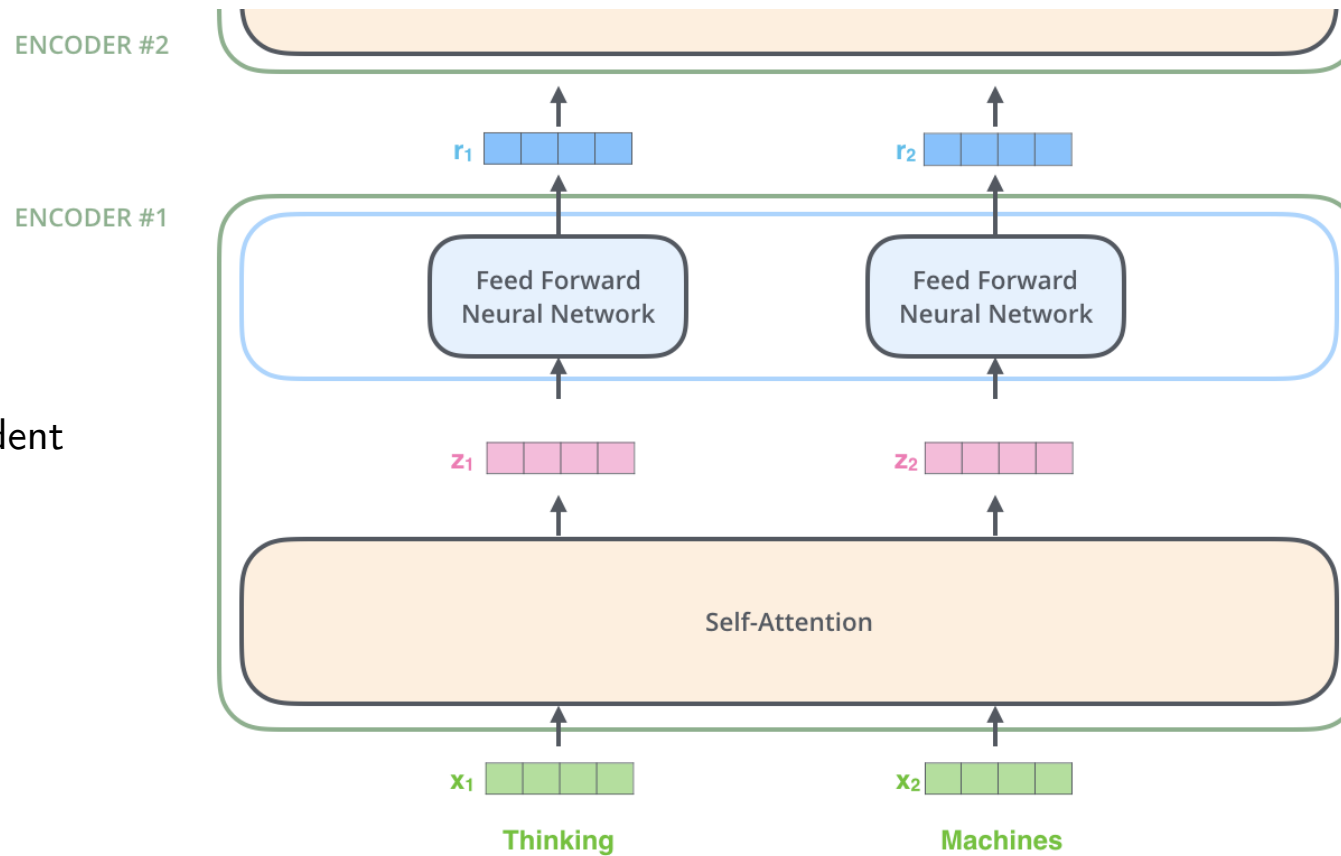 ENCODER #2
r₁
r₂
ENCODER #1
Feed Forward
Neural Network
Feed Forward
Neural Network
dent
z₁
z₂
Self-Attention
x₁
x₂
Thinking
Machines